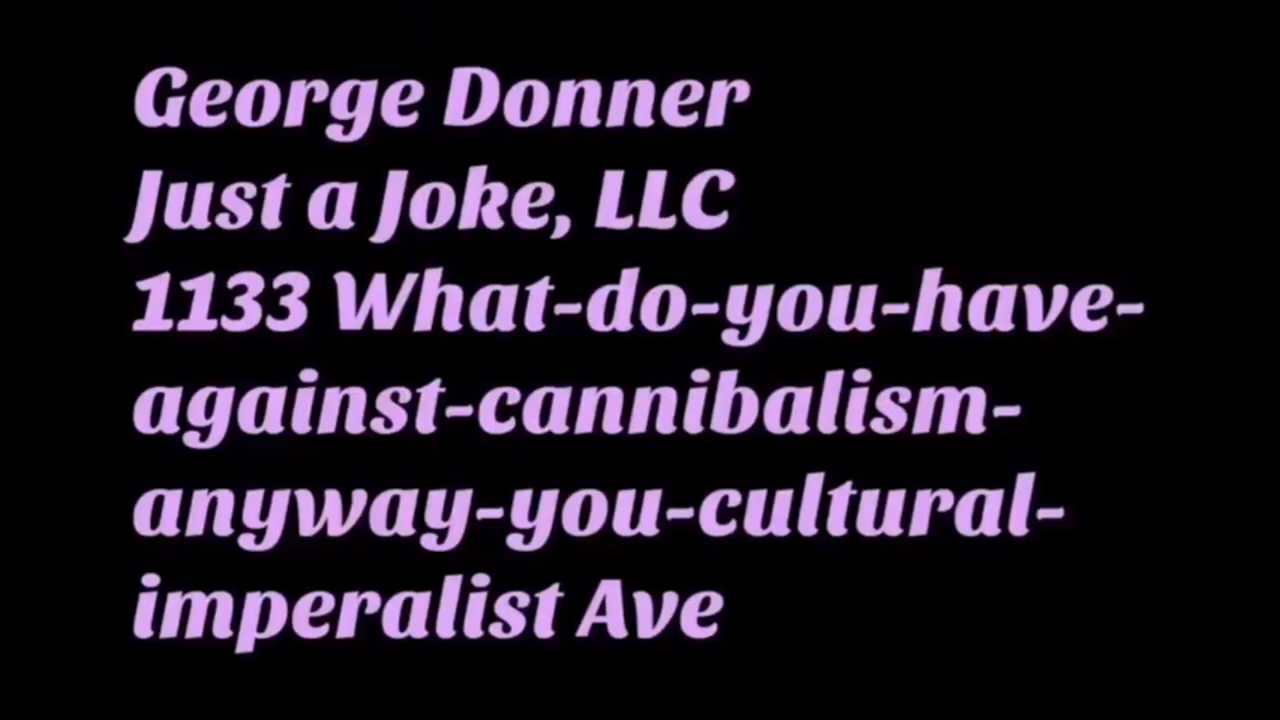 George Donner
Just a Joke, LLC
1133 What-do-you-have-
against-cannibalism-
anyway-you-cultural-
imperalist Ave